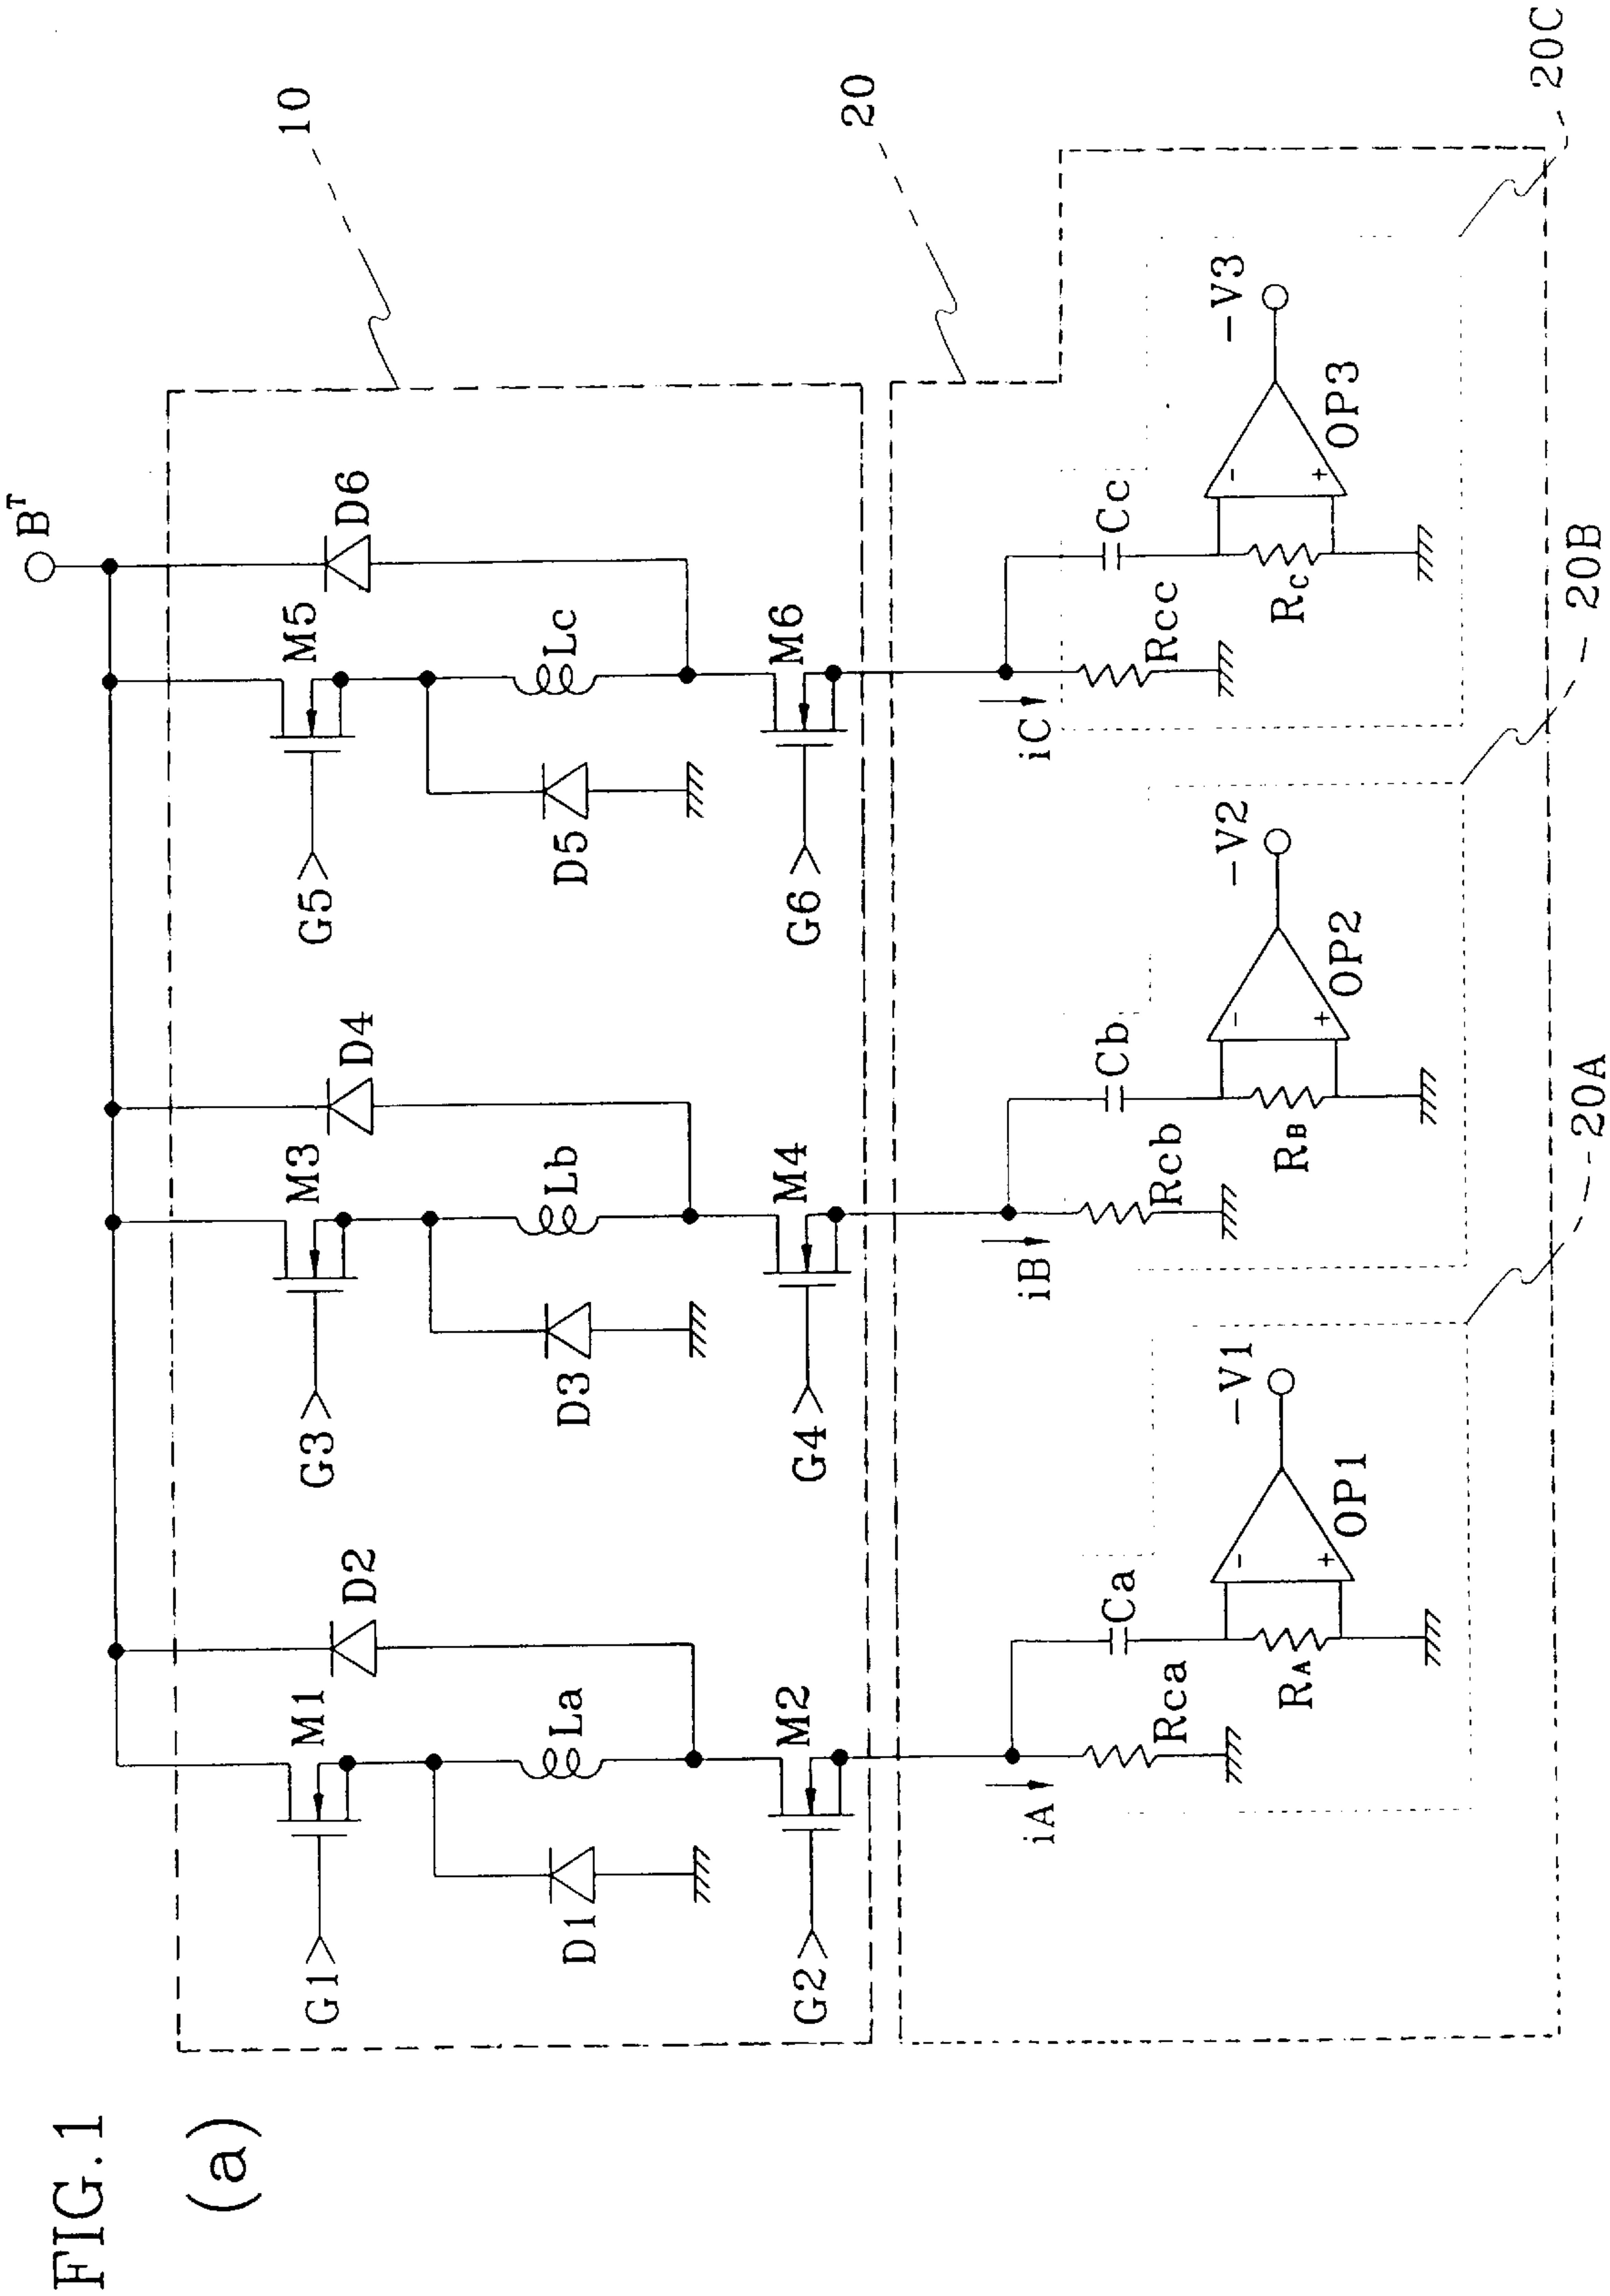 FIG.1
(a)
BT
10
M1
D2
M3
D4
M5
D6
G1
G3
G5
D1
La
D3
Lb
D5
Lc
G2
M2
G4
M4
G6
M6
20
iA
iB
iC
Rca
Ca
Rcb
Cb
Rcc
Cc
RA
-
+
OP1
-V1
RB
-
+
OP2
-V2
RC
-
+
OP3
-V3
20A
20B
20C